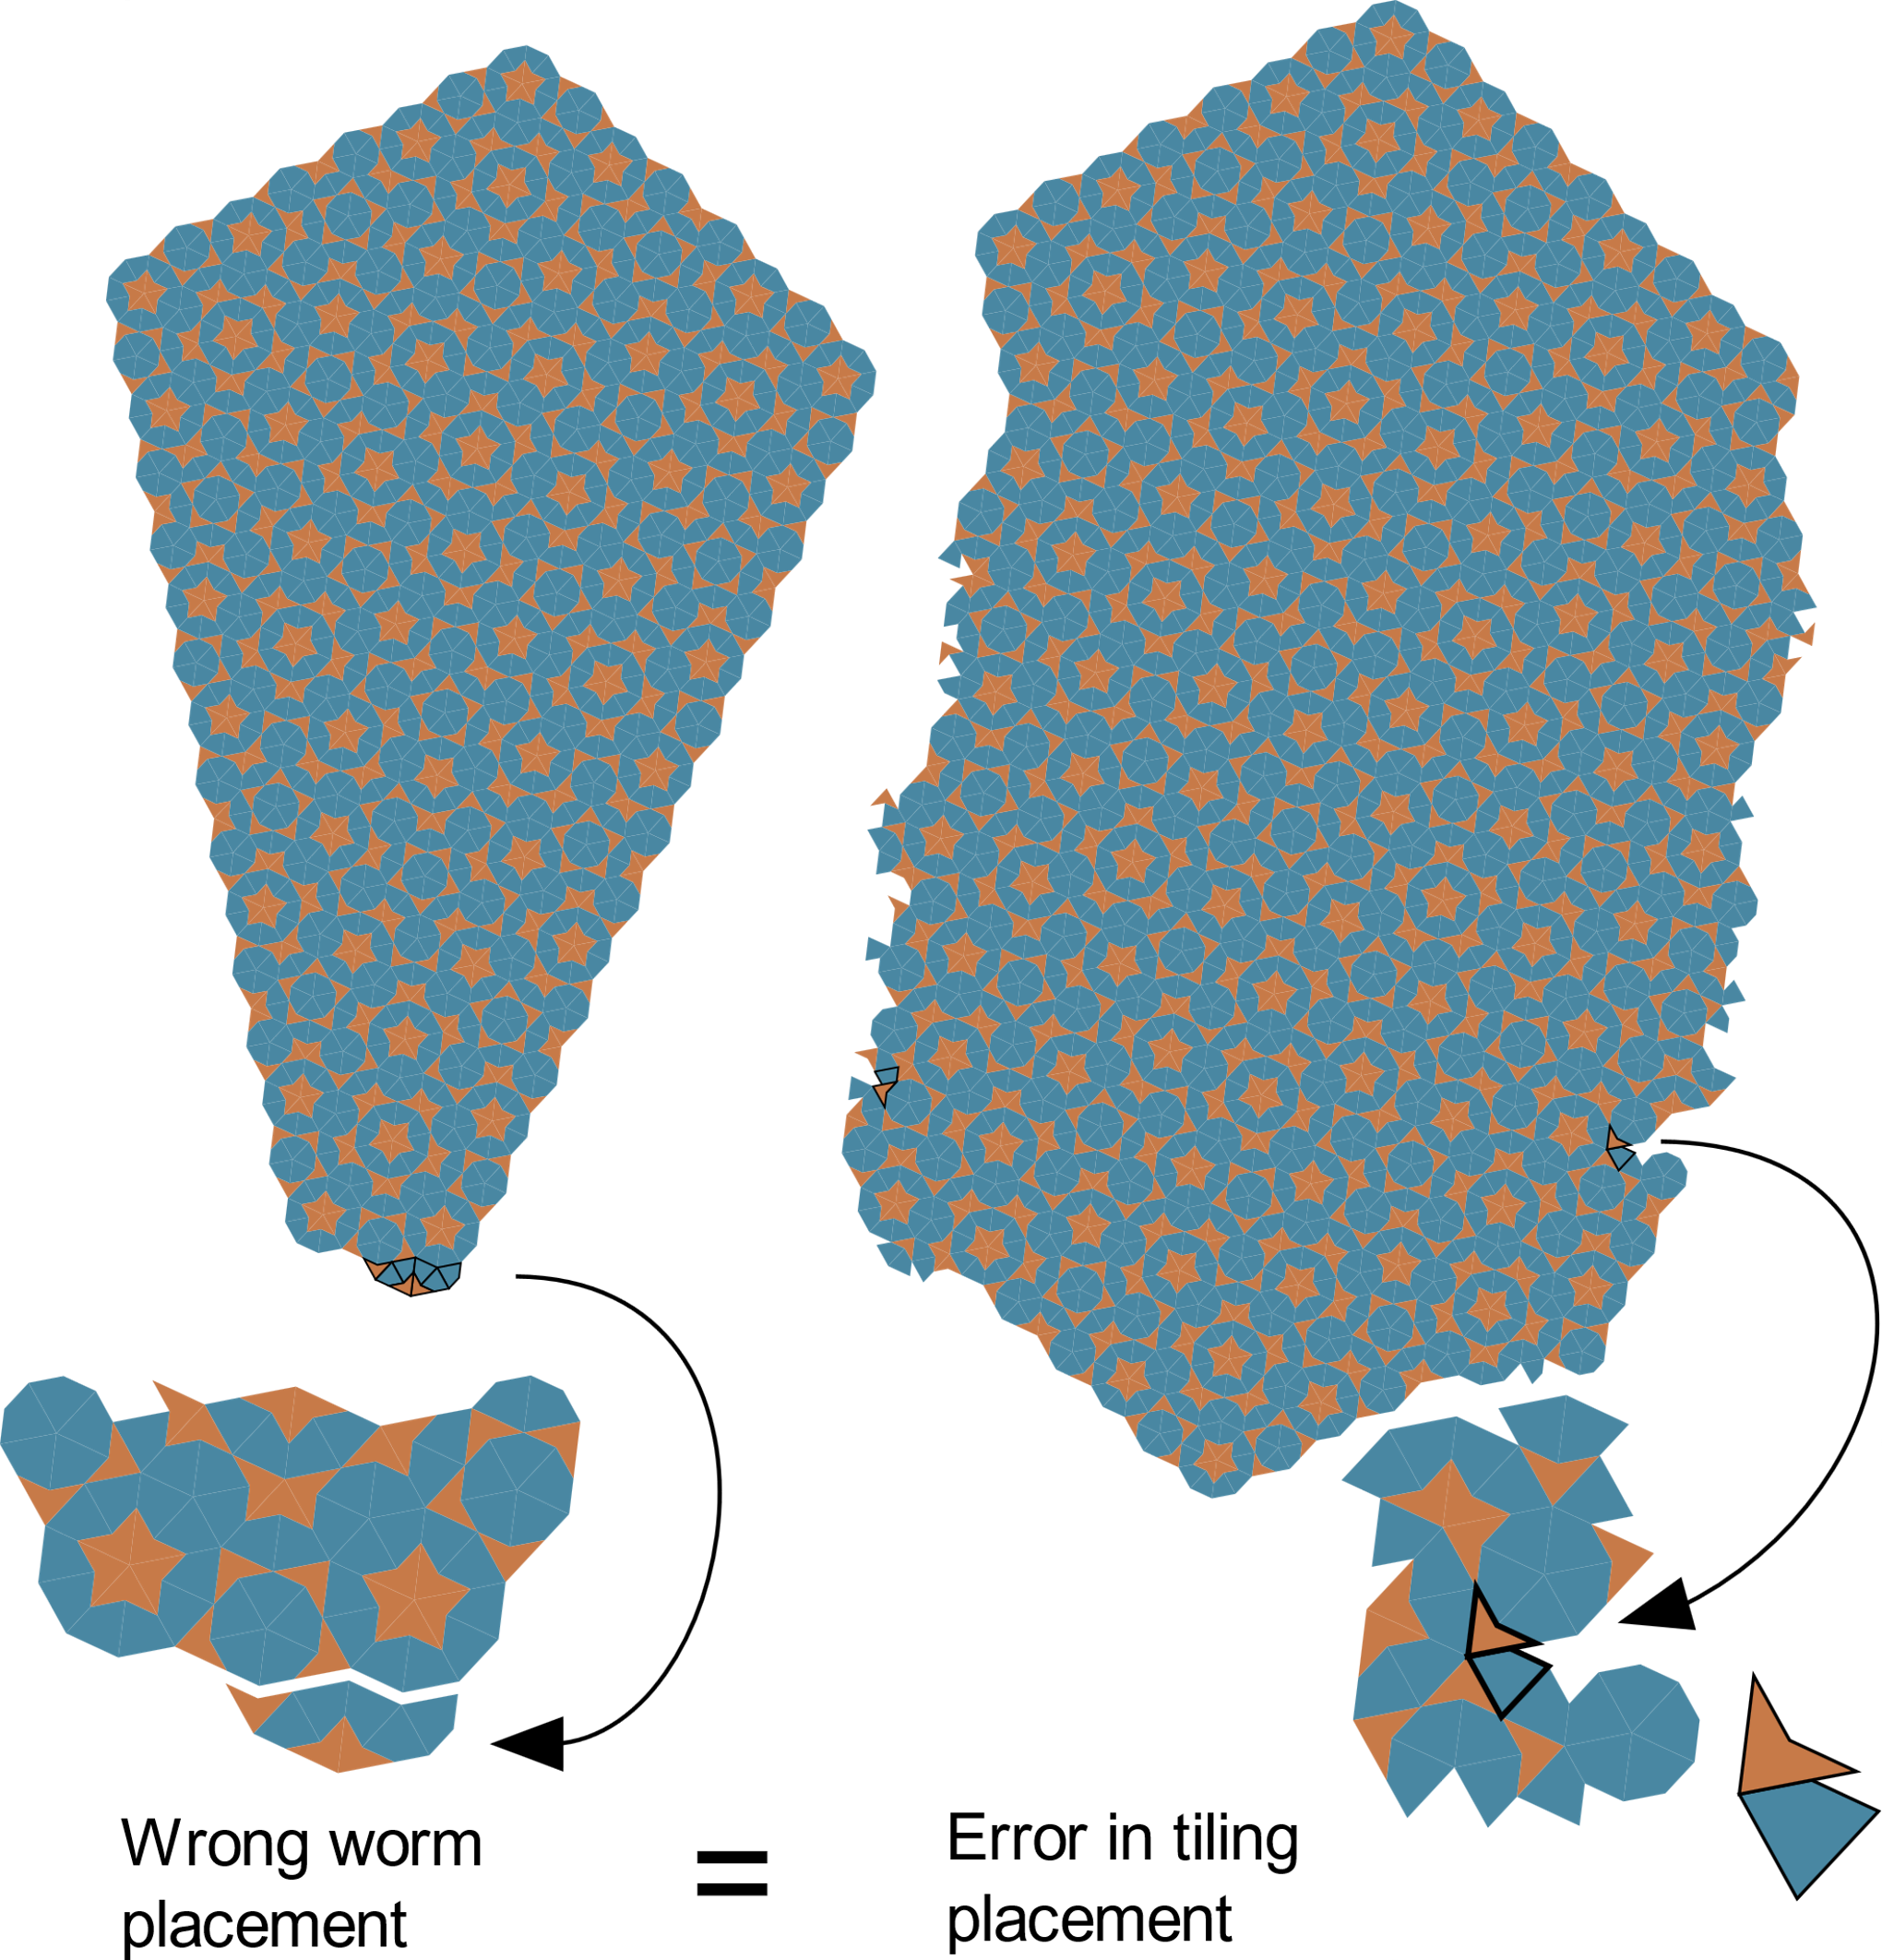 Wrong worm
placement
=
Error in tiling
placement